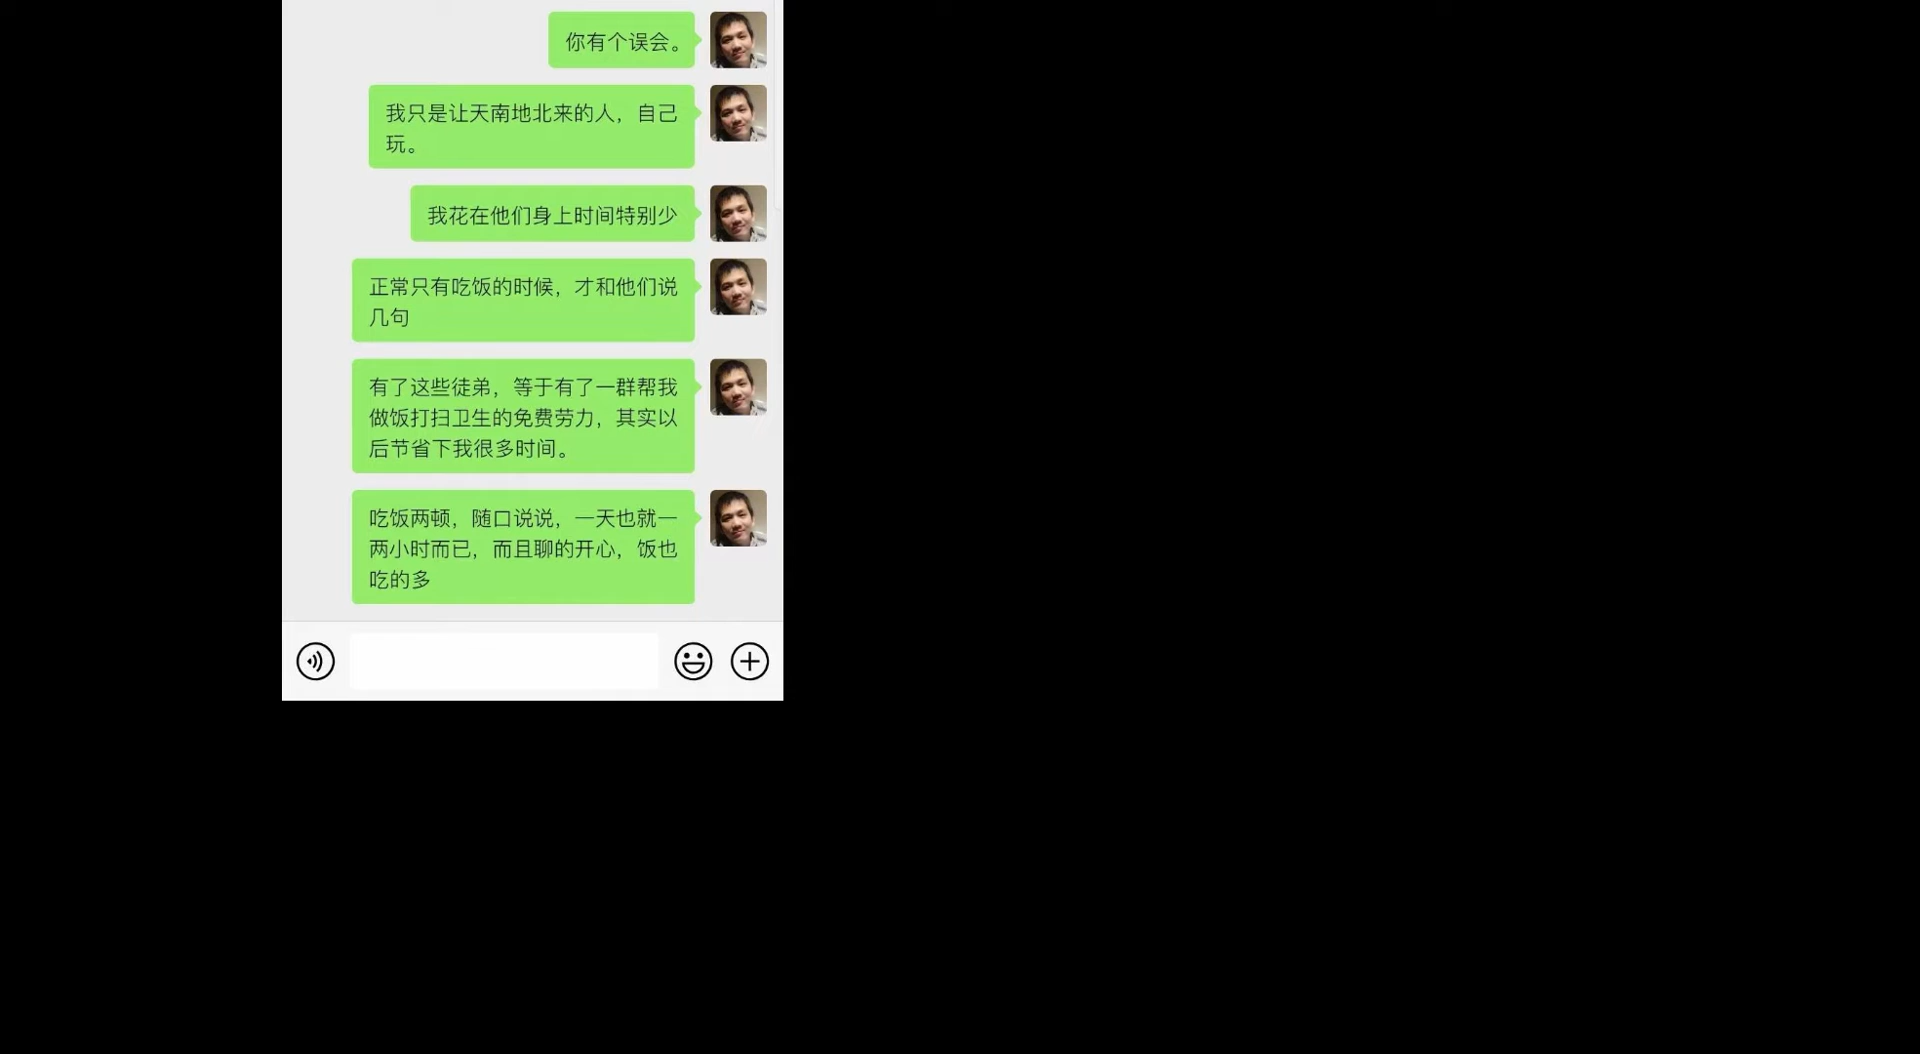 你有个误会。
我只是让天南地北来的人，自己
玩。
我花在他们身上时间特别少
正常只有吃饭的时候，才和他们说
几句
有了这些徒弟，等于有了一群帮我
做饭打扫卫生的免费劳力，其实以
后节省下我很多时间。
吃饭两顿，随口说说，一天也就一
两小时而已，而且聊的开心，饭也
吃的多